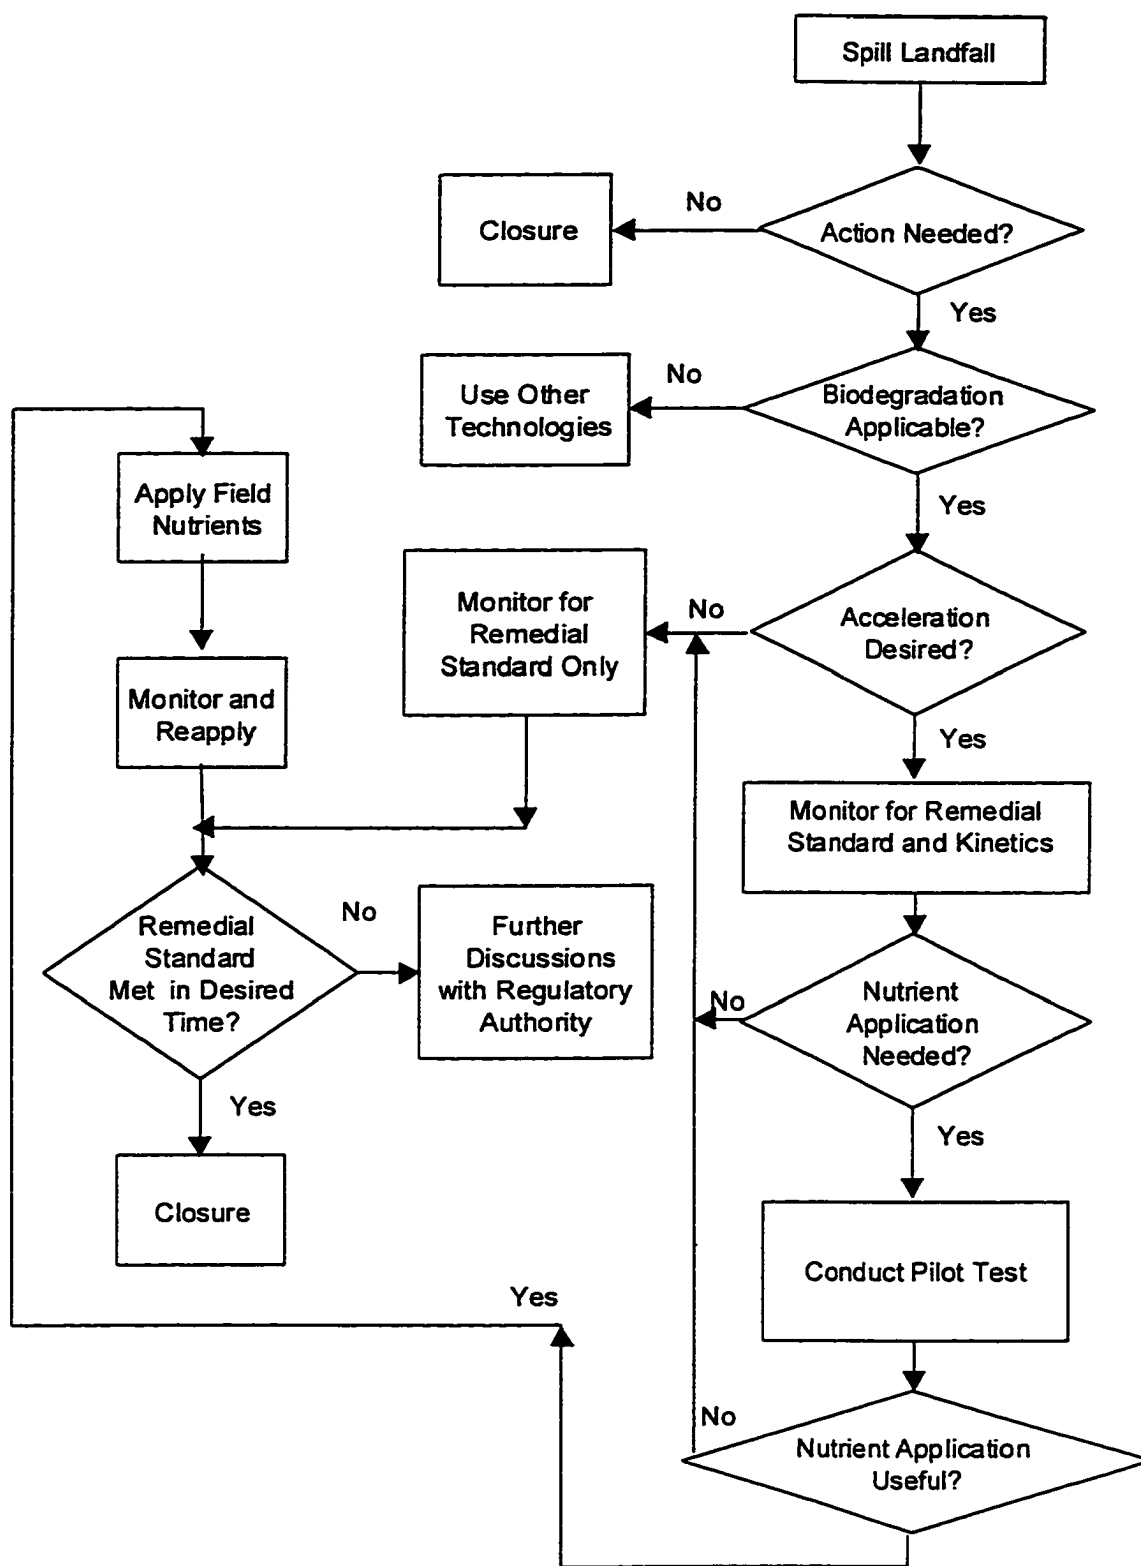 Spill Landfall
No
Closure
Action Needed?
Yes
No
Use Other
Technologies
Biodegradation
Applicable?
Yes
Apply Field
Nutrients
Monitor for
Remedial
Standard Only
No
Acceleration
Desired?
Yes
Monitor and
Reapply
Monitor for Remedial
Standard and Kinetics
Remedial
Standard
Met in Desired
Time?
No
Further
Discussions
with Regulatory
Authority
No
Nutrient
Application
Needed?
Yes
Yes
Closure
Conduct Pilot Test
Yes
No
Nutrient Application
Useful?